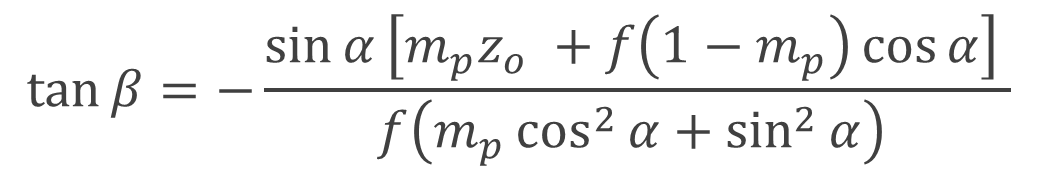 tan β = − sin α [m_p z_o + f(1 − m_p) cos α] / f(m_p cos² α + sin² α)